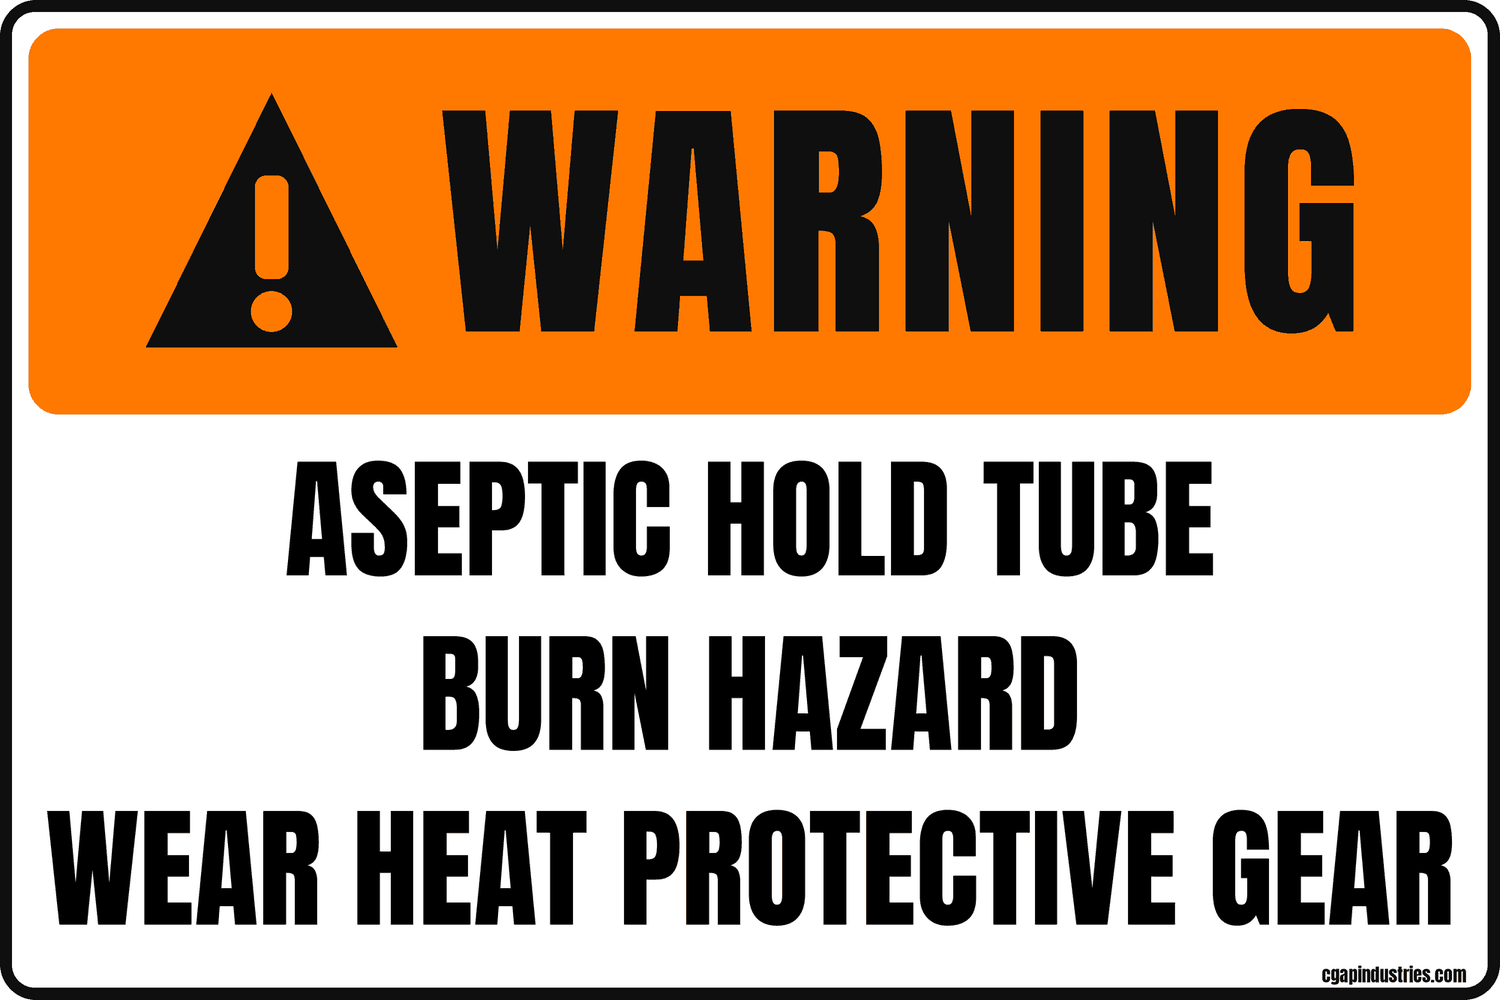 WARNING
ASEPTIC HOLD TUBE
BURN HAZARD
WEAR HEAT PROTECTIVE GEAR
cgapindustries.com